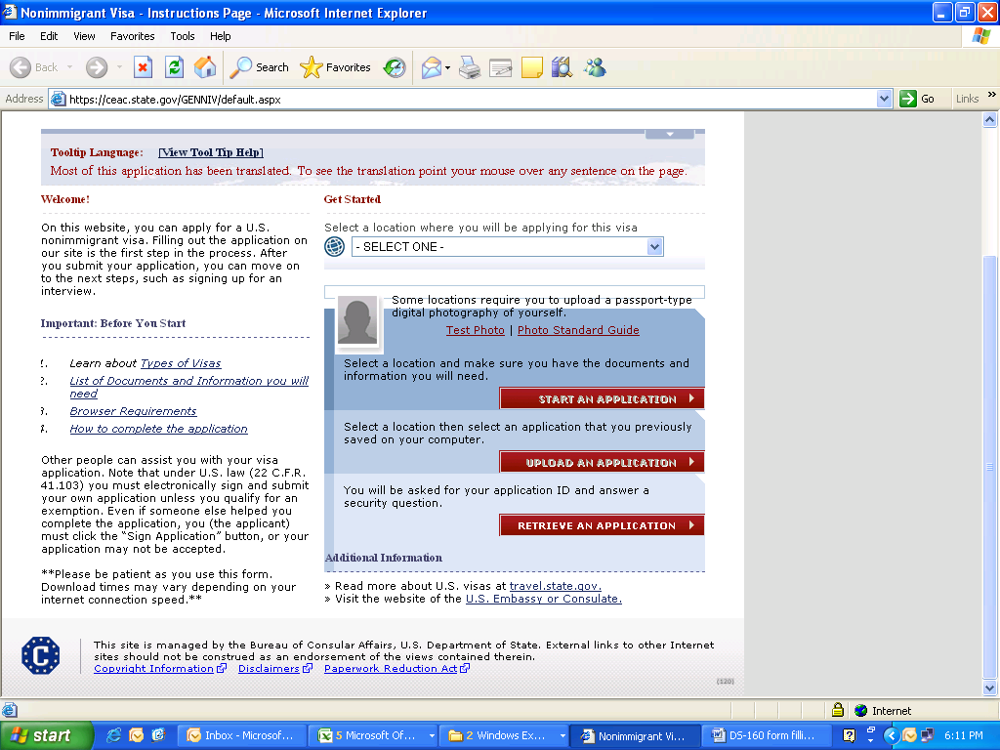 Nonimmigrant Visa - Instructions Page - Microsoft Internet Explorer
File Edit View Favorites Tools Help
Back Search Favorites
Address https://ceac.state.gov/GENNIV/default.aspx Go Links »
Tooltip Language: [View Tool Tip Help]
Most of this application has been translated. To see the translation point your mouse over any sentence on the page.
Welcome!
On this website, you can apply for a U.S.
nonimmigrant visa. Filling out the application on
our site is the first step in the process. After
you submit your application, you can move on
to the next steps, such as signing up for an
interview.
Important: Before You Start
1. Learn about Types of Visas
2. List of Documents and Information you will
need
3. Browser Requirements
4. How to complete the application
Other people can assist you with your visa
application. Note that under U.S. law (22 C.F.R.
41.103) you must electronically sign and submit
your own application unless you qualify for an
exemption. Even if someone else helped you
complete the application, you (the applicant)
must click the “Sign Application” button, or your
application may not be accepted.
**Please be patient as you use this form.
Download times may vary depending on your
internet connection speed.**
Get Started
Select a location where you will be applying for this visa
- SELECT ONE -
Some locations require you to upload a passport-type
digital photography of yourself.
Test Photo | Photo Standard Guide
Select a location and make sure you have the documents and
information you will need.
START AN APPLICATION
Select a location then select an application that you previously
saved on your computer.
UPLOAD AN APPLICATION
You will be asked for your application ID and answer a
security question.
RETRIEVE AN APPLICATION
Additional Information
» Read more about U.S. visas at travel.state.gov.
» Visit the website of the U.S. Embassy or Consulate.
C
This site is managed by the Bureau of Consular Affairs, U.S. Department of State. External links to other Internet
sites should not be construed as an endorsement of the views contained therein.
Copyright Information Disclaimers Paperwork Reduction Act
(120)
Internet
start Inbox - Microsof... 5 Microsoft Of... 2 Windows Ex... Nonimmigrant Vi... DS-160 form filli... 6:11 PM